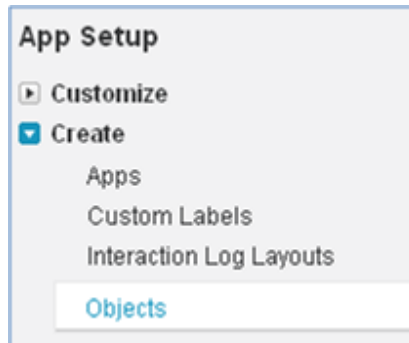 App Setup
Customize
Create
Apps
Custom Labels
Interaction Log Layouts
Objects